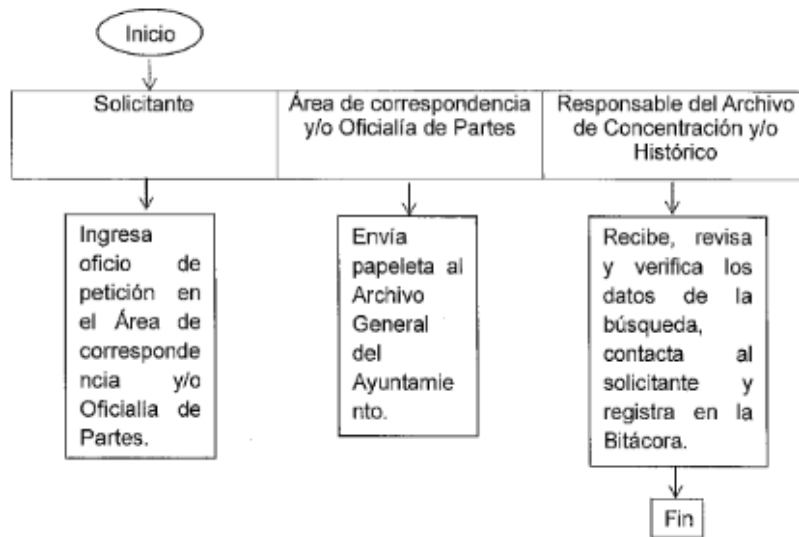 Inicio
Solicitante
Área de correspondencia
y/o Oficialía de Partes
Responsable del Archivo
de Concentración y/o
Histórico
Ingresa
oficio de
petición en
el Área de
corresponde
ncia y/o
Oficialla de
Partes.
Envía
papeleta al
Archivo
General
del
Ayuntamie
nto.
Recibe, revisa
y verifica los
datos de la
búsqueda,
contacta al
solicitante y
registra en la
Bitácora.
Fin